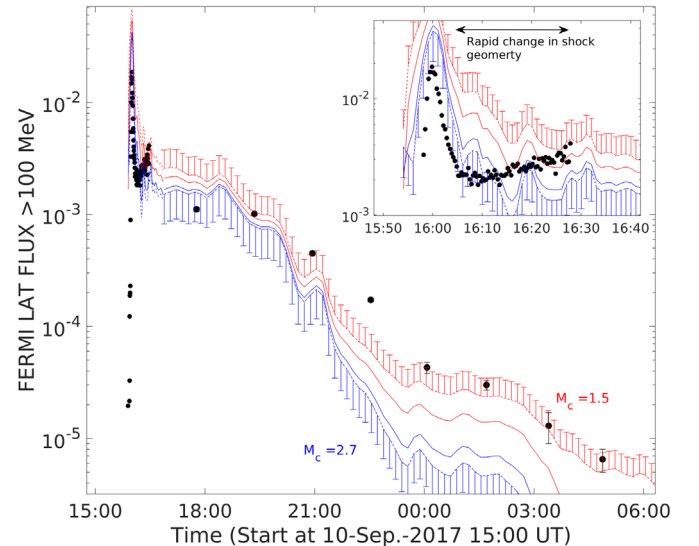 FERMI LAT FLUX >100 MeV
10^-2
10^-3
10^-4
10^-5
Rapid change in shock
geomerty
10^-2
10^-3
15:50 16:00 16:10 16:20 16:30 16:40
M_c =1.5
M_c =2.7
15:00 18:00 21:00 00:00 03:00 06:00
Time (Start at 10-Sep.-2017 15:00 UT)